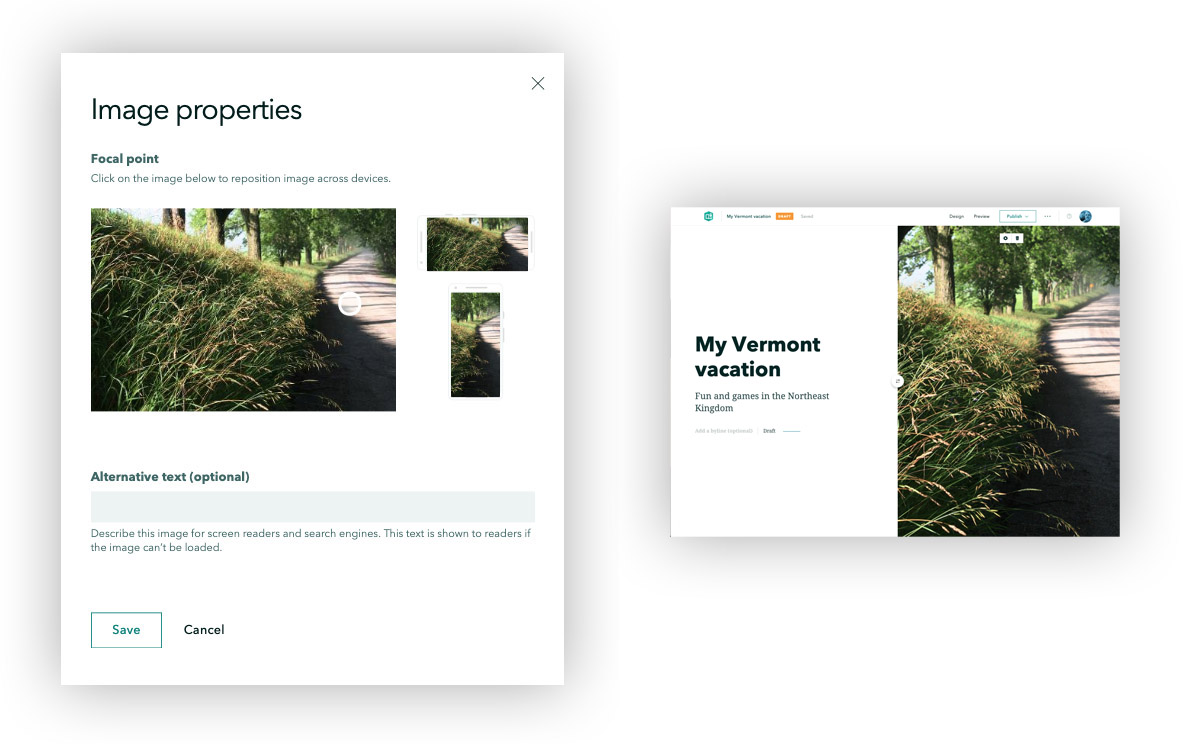 Image properties
Focal point
Click on the image below to reposition image across devices.
Alternative text (optional)
Describe this image for screen readers and search engines. This text is shown to readers if
the image can’t be loaded.
Save
Cancel
My Vermont vacation
DRAFT
Saved
Design
Preview
Publish
My Vermont
vacation
Fun and games in the Northeast
Kingdom
Add a byline (optional)
Draft